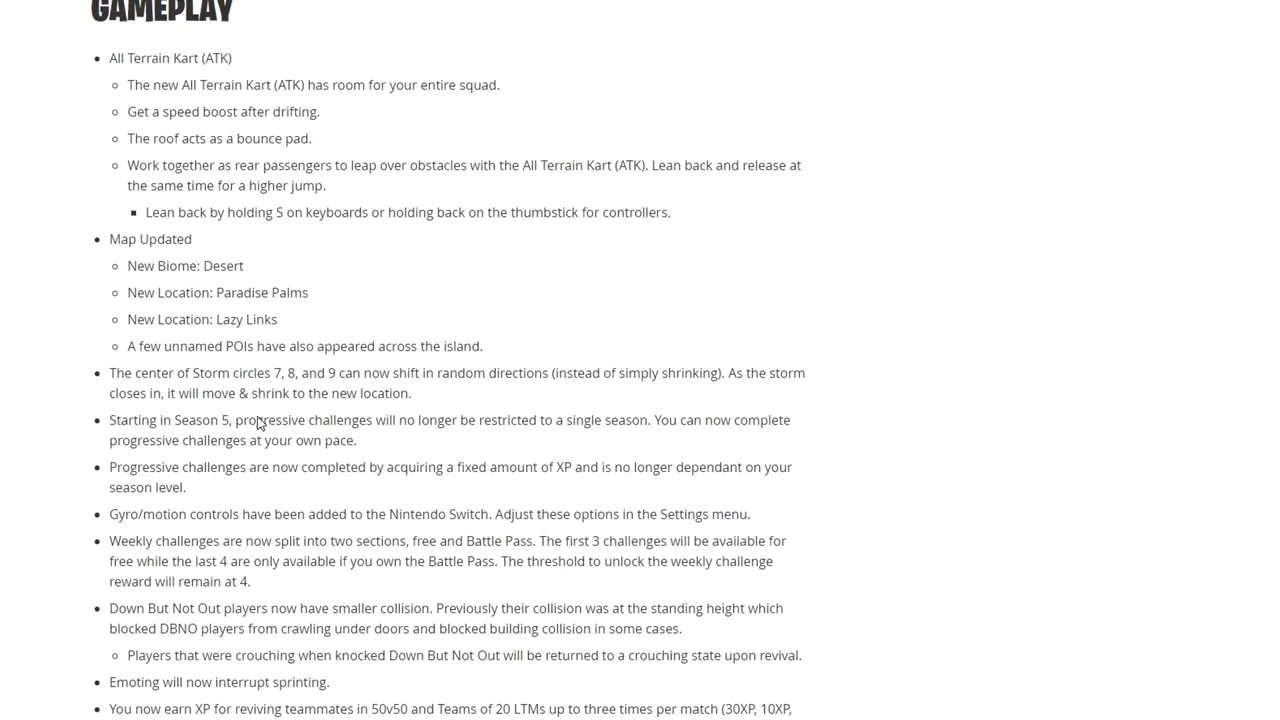 GAMEPLAY
• All Terrain Kart (ATK)
○ The new All Terrain Kart (ATK) has room for your entire squad.
○ Get a speed boost after drifting.
○ The roof acts as a bounce pad.
○ Work together as rear passengers to leap over obstacles with the All Terrain Kart (ATK). Lean back and release at
the same time for a higher jump.
▪ Lean back by holding S on keyboards or holding back on the thumbstick for controllers.
• Map Updated
○ New Biome: Desert
○ New Location: Paradise Palms
○ New Location: Lazy Links
○ A few unnamed POIs have also appeared across the island.
• The center of Storm circles 7, 8, and 9 can now shift in random directions (instead of simply shrinking). As the storm
closes in, it will move & shrink to the new location.
• Starting in Season 5, progressive challenges will no longer be restricted to a single season. You can now complete
progressive challenges at your own pace.
• Progressive challenges are now completed by acquiring a fixed amount of XP and is no longer dependant on your
season level.
• Gyro/motion controls have been added to the Nintendo Switch. Adjust these options in the Settings menu.
• Weekly challenges are now split into two sections, free and Battle Pass. The first 3 challenges will be available for
free while the last 4 are only available if you own the Battle Pass. The threshold to unlock the weekly challenge
reward will remain at 4.
• Down But Not Out players now have smaller collision. Previously their collision was at the standing height which
blocked DBNO players from crawling under doors and blocked building collision in some cases.
○ Players that were crouching when knocked Down But Not Out will be returned to a crouching state upon revival.
• Emoting will now interrupt sprinting.
• You now earn XP for reviving teammates in 50v50 and Teams of 20 LTMs up to three times per match (30XP, 10XP,